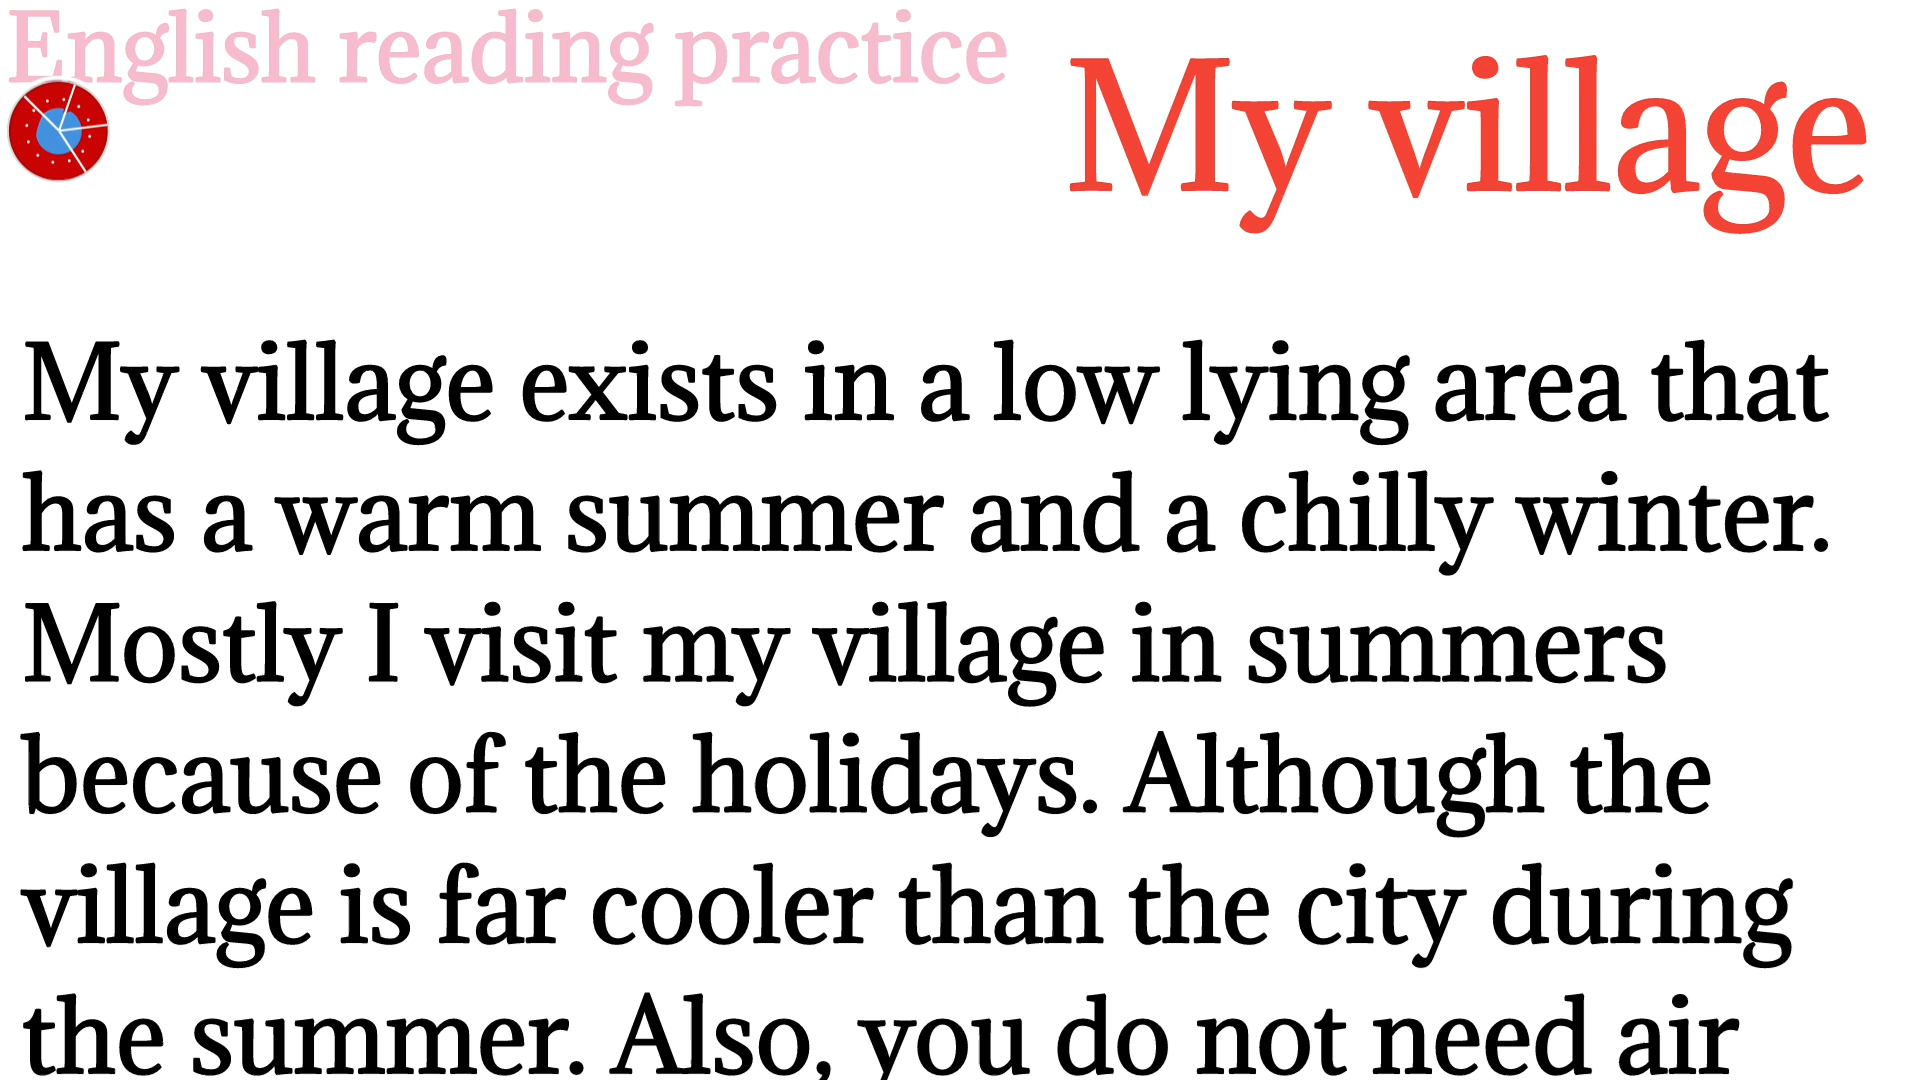 English reading practice
My village
My village exists in a low lying area that
has a warm summer and a chilly winter.
Mostly I visit my village in summers
because of the holidays. Although the
village is far cooler than the city during
the summer. Also, you do not need air